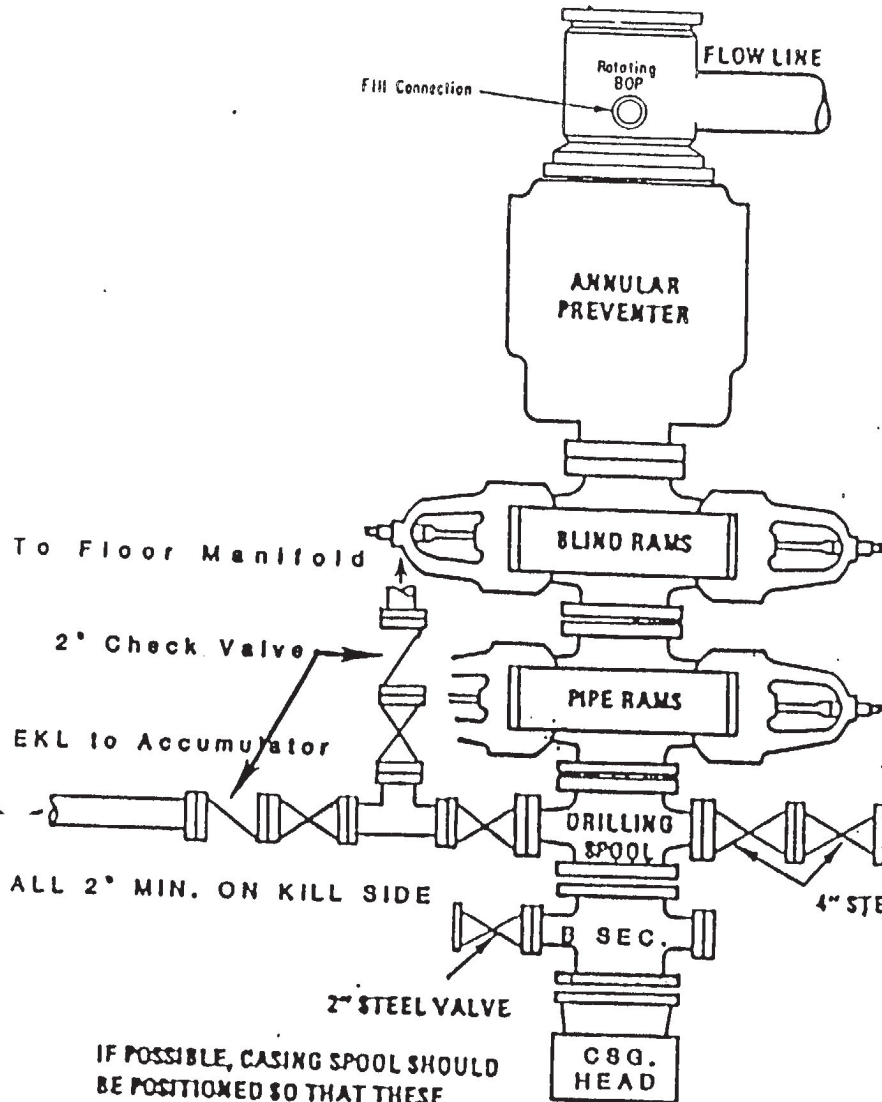 FLOW LINE
Rotating
BOP
Fill Connection
ANNULAR
PREVENTER
BLIND RAMS
To Floor Manifold
2" Check Valve
PIPE RAMS
EKL to Accumulator
DRILLING
SPOOL
ALL 2" MIN. ON KILL SIDE
4" STE
B SEC.
2" STEEL VALVE
IF POSSIBLE, CASING SPOOL SHOULD
BE POSITIONED SO THAT THESE
CSG.
HEAD